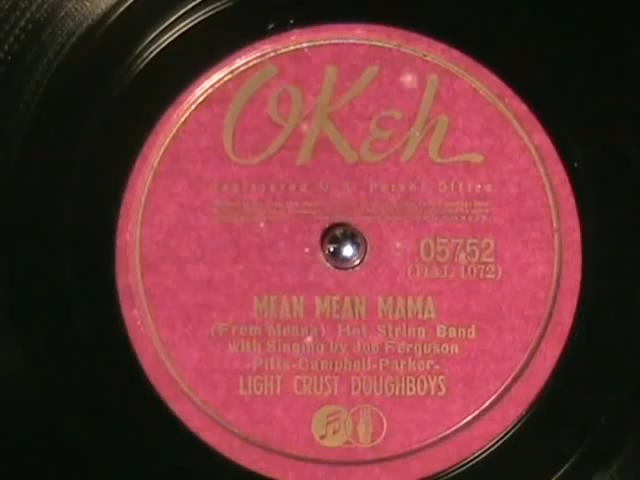 OKeh
Registered U.S. Patent Office
05752
(DAL. 1072)
MEAN MEAN MAMA
(From Meana) Hot String Band
with Singing by Joe Ferguson
-Pitts-Campbell-Parker-
LIGHT CRUST DOUGHBOYS